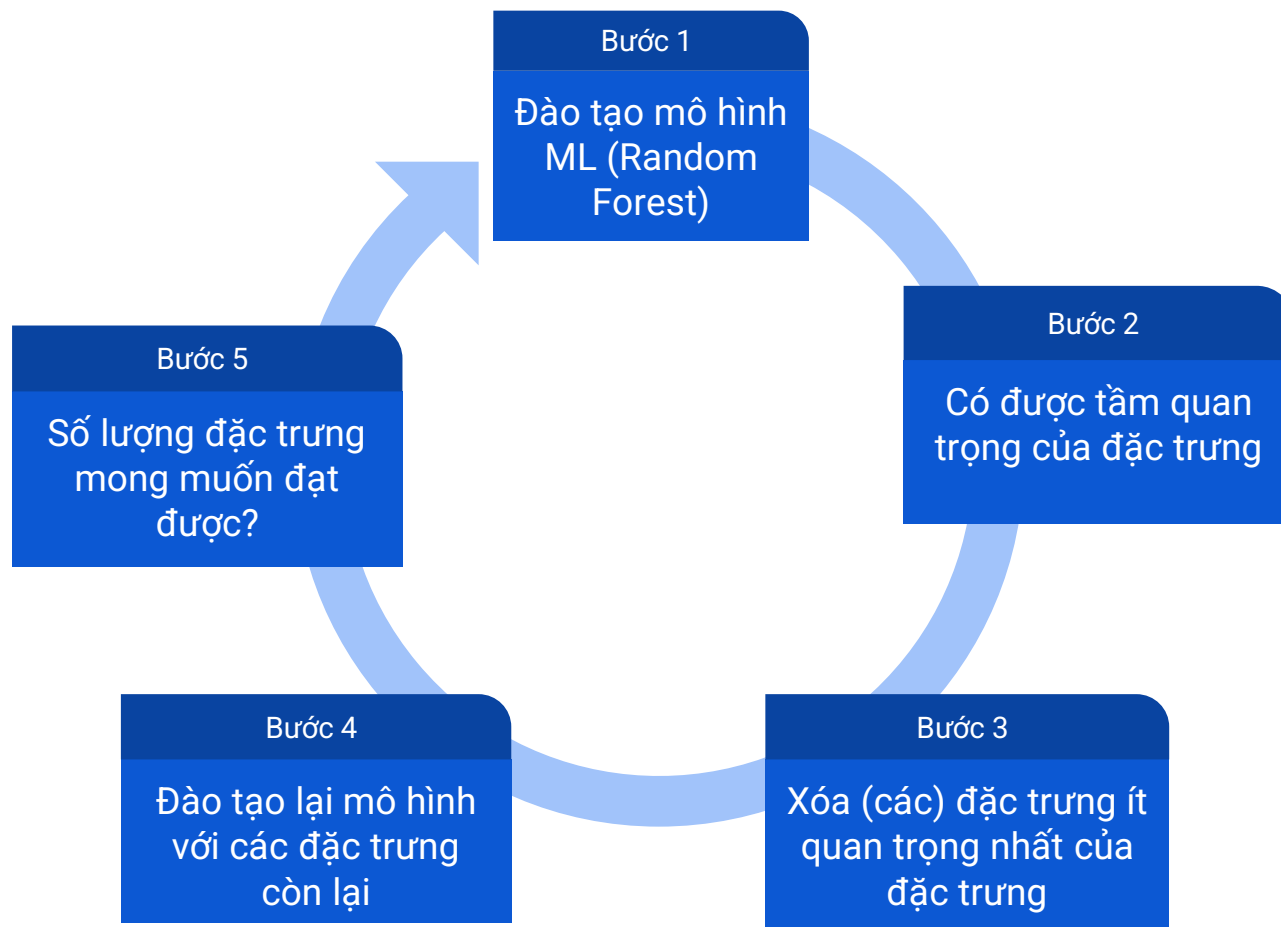 Bước 1
Đào tạo mô hình
ML (Random
Forest)
Bước 2
Có được tầm quan
trọng của đặc trưng
Bước 3
Xóa (các) đặc trưng ít
quan trọng nhất của
đặc trưng
Bước 4
Đào tạo lại mô hình
với các đặc trưng
còn lại
Bước 5
Số lượng đặc trưng
mong muốn đạt
được?